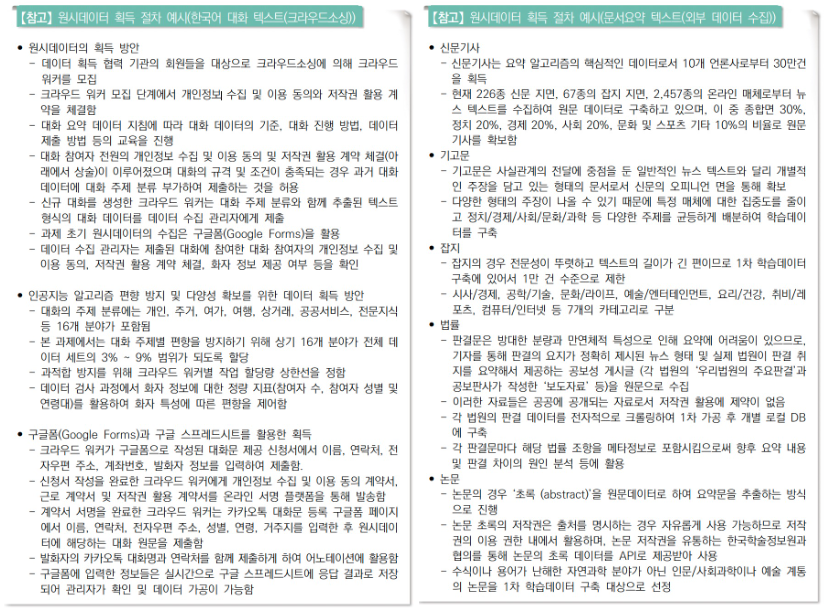 【참고】 원시데이터 획득 절차 예시(한국어 대화 텍스트(크라우드소싱))
• 원시데이터의 획득 방안
– 데이터 획득 협력 기관의 회원들을 대상으로 크라우드소싱에 의해 크라우드
워커를 모집
– 크라우드 워커 모집 단계에서 개인정보 수집 및 이용 동의와 저작권 활용 계
약을 체결함
– 대화 요약 데이터 지침에 따라 대화 데이터의 기준, 대화 진행 방법, 데이터
제출 방법 등의 교육을 진행
– 대화 참여자 전원의 개인정보 수집 및 이용 동의 및 저작권 활용 계약 체결(아
래에서 상술)이 이루어졌으며 대화의 규격 및 조건이 충족되는 경우 과거 대화
데이터에 대화 주제 분류 부가하여 제출하는 것을 허용
– 신규 대화를 생성한 크라우드 워커는 대화 주제 분류와 함께 추출된 텍스트
형식의 대화 데이터를 데이터 수집 관리자에게 제출
– 과제 초기 원시데이터의 수집은 구글폼(Google Forms)을 활용
– 데이터 수집 관리자는 제출된 대화에 참여한 대화 참여자의 개인정보 수집 및
이용 동의, 저작권 활용 계약 체결, 화자 정보 제공 여부 등을 확인
• 인공지능 알고리즘 편향 방지 및 다양성 확보를 위한 데이터 획득 방안
– 대화의 주제 분류에는 개인, 주거, 여가, 여행, 상거래, 공공서비스, 전문지식
등 16개 분야가 포함됨
– 본 과제에서는 대화 주제별 편향을 방지하기 위해 상기 16개 분야가 전체 데
이터 세트의 3% ~ 9% 범위가 되도록 할당
– 과적합 방지를 위해 크라우드 워커별 작업 할당량 상한선을 정함
– 데이터 검사 과정에서 화자 정보에 대한 정량 지표(참여자 수, 참여자 성별 및
연령대)를 활용하여 화자 특성에 따른 편향을 제어함
• 구글폼(Google Forms)과 구글 스프레드시트를 활용한 획득
– 크라우드 워커가 구글폼으로 작성된 대화문 제공 신청서에서 이름, 연락처, 전
자우편 주소, 계좌번호, 발화자 정보를 입력하여 제출함.
– 신청서 작성을 완료한 크라우드 워커에게 개인정보 수집 및 이용 동의 계약서,
근로 계약서 및 저작권 활용 계약서를 온라인 서명 플랫폼을 통해 발송함
– 계약서 서명을 완료한 크라우드 워커는 카카오톡 대화문 등록 구글폼 페이지
에서 이름, 연락처, 전자우편 주소, 성별, 연령, 거주지를 입력한 후 원시데이
터에 해당하는 대화 원문을 제출함
– 발화자의 카카오톡 대화명과 연락처를 함께 제출하게 하여 어노테이션에 활용함
– 구글폼에 입력한 정보들은 실시간으로 구글 스프레드시트에 응답 결과로 저장
되어 관리자가 확인 및 데이터 가공이 가능함
【참고】 원시데이터 획득 절차 예시(문서요약 텍스트(외부 데이터 수집))
• 신문기사
– 신문기사는 요약 알고리즘의 핵심적인 데이터로서 10개 언론사로부터 30만건
을 획득
– 현재 226종 신문 지면, 67종의 잡지 지면, 2,457종의 온라인 매체로부터 뉴
스 텍스트를 수집하여 원문 데이터로 구축하고 있으며, 이 중 종합면 30%,
정치 20%, 경제 20%, 사회 20%, 문화 및 스포츠 기타 10%의 비율로 원문
기사를 확보함
• 기고문
– 기고문은 사실관계의 전달에 중점을 둔 일반적인 뉴스 텍스트와 달리 개별적
인 주장을 담고 있는 형태의 문서로서 신문의 오피니언 면을 통해 확보
– 다양한 형태의 주장이 나올 수 있기 때문에 특정 매체에 대한 집중도를 줄이
고 정치/경제/사회/문화/과학 등 다양한 주제를 균등하게 배분하여 학습데이
터를 구축
• 잡지
– 잡지의 경우 전문성이 뚜렷하고 텍스트의 길이가 긴 편이므로 1차 학습데이터
구축에 있어서 1만 건 수준으로 제한
– 시사/경제, 공학/기술, 문화/라이프, 예술/엔터테인먼트, 요리/건강, 취비/레
포츠, 컴퓨터/인터넷 등 7개의 카테고리로 구분
• 법률
– 판결문은 방대한 분량과 만연체적 특성으로 인해 요약에 어려움이 있으므로,
기자를 통해 판결의 요지가 정확히 제시된 뉴스 형태 및 실제 법원이 판결 취
지를 요약해서 제공하는 공보성 게시글 (각 법원의 '우리법원의 주요판결'과
공보판사가 작성한 '보도자료' 등)을 원문으로 수집
– 이러한 자료들은 공공에 공개되는 자료로서 저작권 활용에 제약이 없음
– 각 법원의 판결 데이터를 전자적으로 크롤링하여 1차 가공 후 개별 로컬 DB
에 구축
– 각 판결문마다 해당 법률 조항을 메타정보로 포함시킴으로써 향후 요약 내용
및 판결 차이의 원인 분석 등에 활용
• 논문
– 논문의 경우 '초록 (abstract)'을 원문데이터로 하여 요약문을 추출하는 방식
으로 진행
– 논문 초록의 저작권은 출처를 명시하는 경우 자유롭게 사용 가능하므로 저작
권의 이용 권한 내에서 활용하며, 논문 저작권을 유통하는 한국학술정보원과
협의를 통해 논문의 초록 데이터를 API로 제공받아 사용
– 수식이나 용어가 난해한 자연과학 분야가 아닌 인문/사회과학이나 예술 계통
의 논문을 1차 학습데이터 구축 대상으로 선정